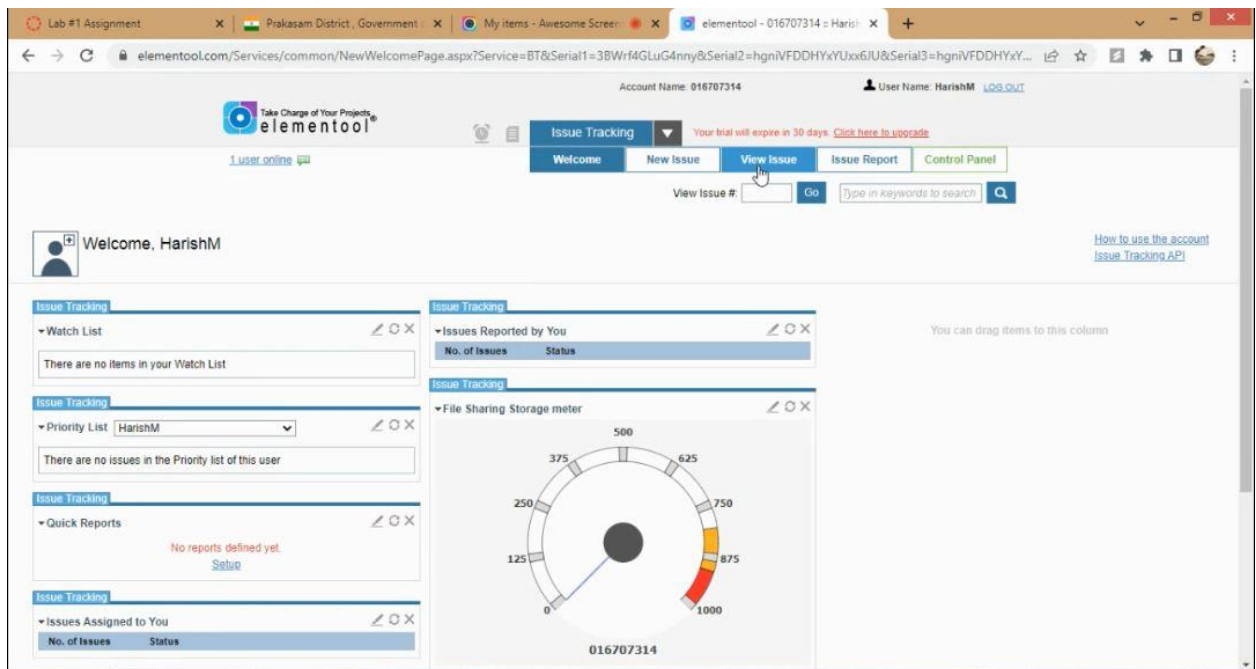 Lab #1 Assignment
Prakasam District, Government
My items - Awesome Screen
elementool - 016707314 :: Harish
elementool.com/Services/common/NewWelcomePage.aspx?Service=BT&Serial1=3BWrf4GLuG4nny&Serial2=hgniVFDDHYxYUxx6JU&Serial3=hgniVFDDHYxY...
Account Name: 016707314
User Name: HarishM LOG OUT
Take Charge of Your Projects
elementool®
Issue Tracking
Your trial will expire in 30 days. Click here to upgrade
1 user online
Welcome
New Issue
View Issue
Issue Report
Control Panel
View Issue #:
Go
Type in keywords to search
Welcome, HarishM
How to use the account
Issue Tracking API
Issue Tracking
Watch List
There are no items in your Watch List
Issue Tracking
Priority List HarishM
There are no issues in the Priority list of this user
Issue Tracking
Quick Reports
No reports defined yet.
Setup
Issue Tracking
Issues Assigned to You
No. of Issues Status
Issue Tracking
Issues Reported by You
No. of Issues Status
Issue Tracking
File Sharing Storage meter
500
375 625
250 750
125 875
0 1000
016707314
You can drag items to this column